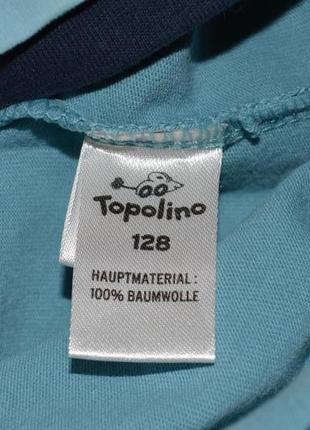 Topolino
128
HAUPTMATERIAL:
100% BAUMWOLLE